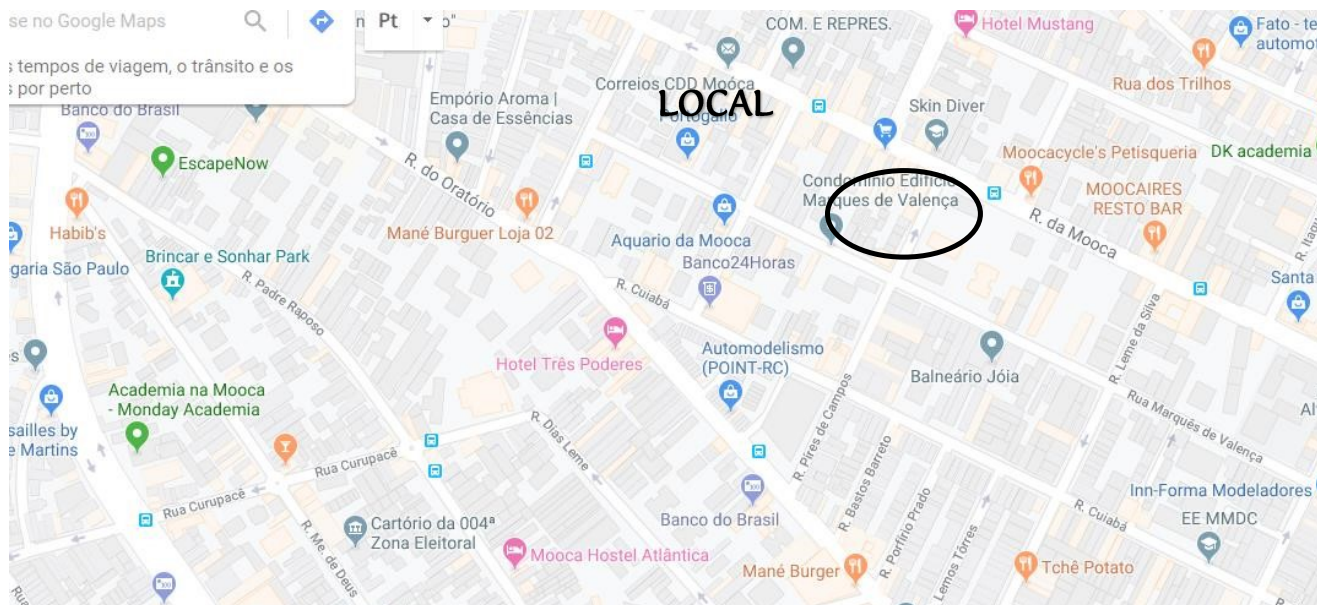 se no Google Maps
Pt
s tempos de viagem, o trânsito e os
s por perto
COM. E REPRES.
Hotel Mustang
Fato - te
automot
Correios CDD Moóca
LOCAL
Rua dos Trilhos
Banco do Brasil
Empório Aroma |
Casa de Essências
Portogallo
Skin Diver
EscapeNow
Moocacycle's Petisqueria
DK academia
R. do Oratório
Condomínio Edifício
Marques de Valença
MOOCAIRES
RESTO BAR
Habib's
Mané Burguer Loja 02
Aquario da Mooca
R. da Mooca
R. Itaq
garia São Paulo
Brincar e Sonhar Park
Banco24Horas
Santa
R. Padre Raposo
R. Cuiabá
R. Leme da Silva
Hotel Três Poderes
Automodelismo
(POINT-RC)
Balneário Jóia
Academia na Mooca
- Monday Academia
R. Pires de Campos
Rua Marquês de Valença
sailles by
e Martins
R. Dias Leme
Rua Curupacê
R. Bastos Barreto
Rua Curupacê
Inn-Forma Modeladores
R. Cuiabá
EE MMDC
Cartório da 004ª
Zona Eleitoral
R. Me. de Deus
Banco do Brasil
R. Porfírio Prado
Mooca Hostel Atlântica
Mané Burger
Lemos Tôrres
Tchê Potato